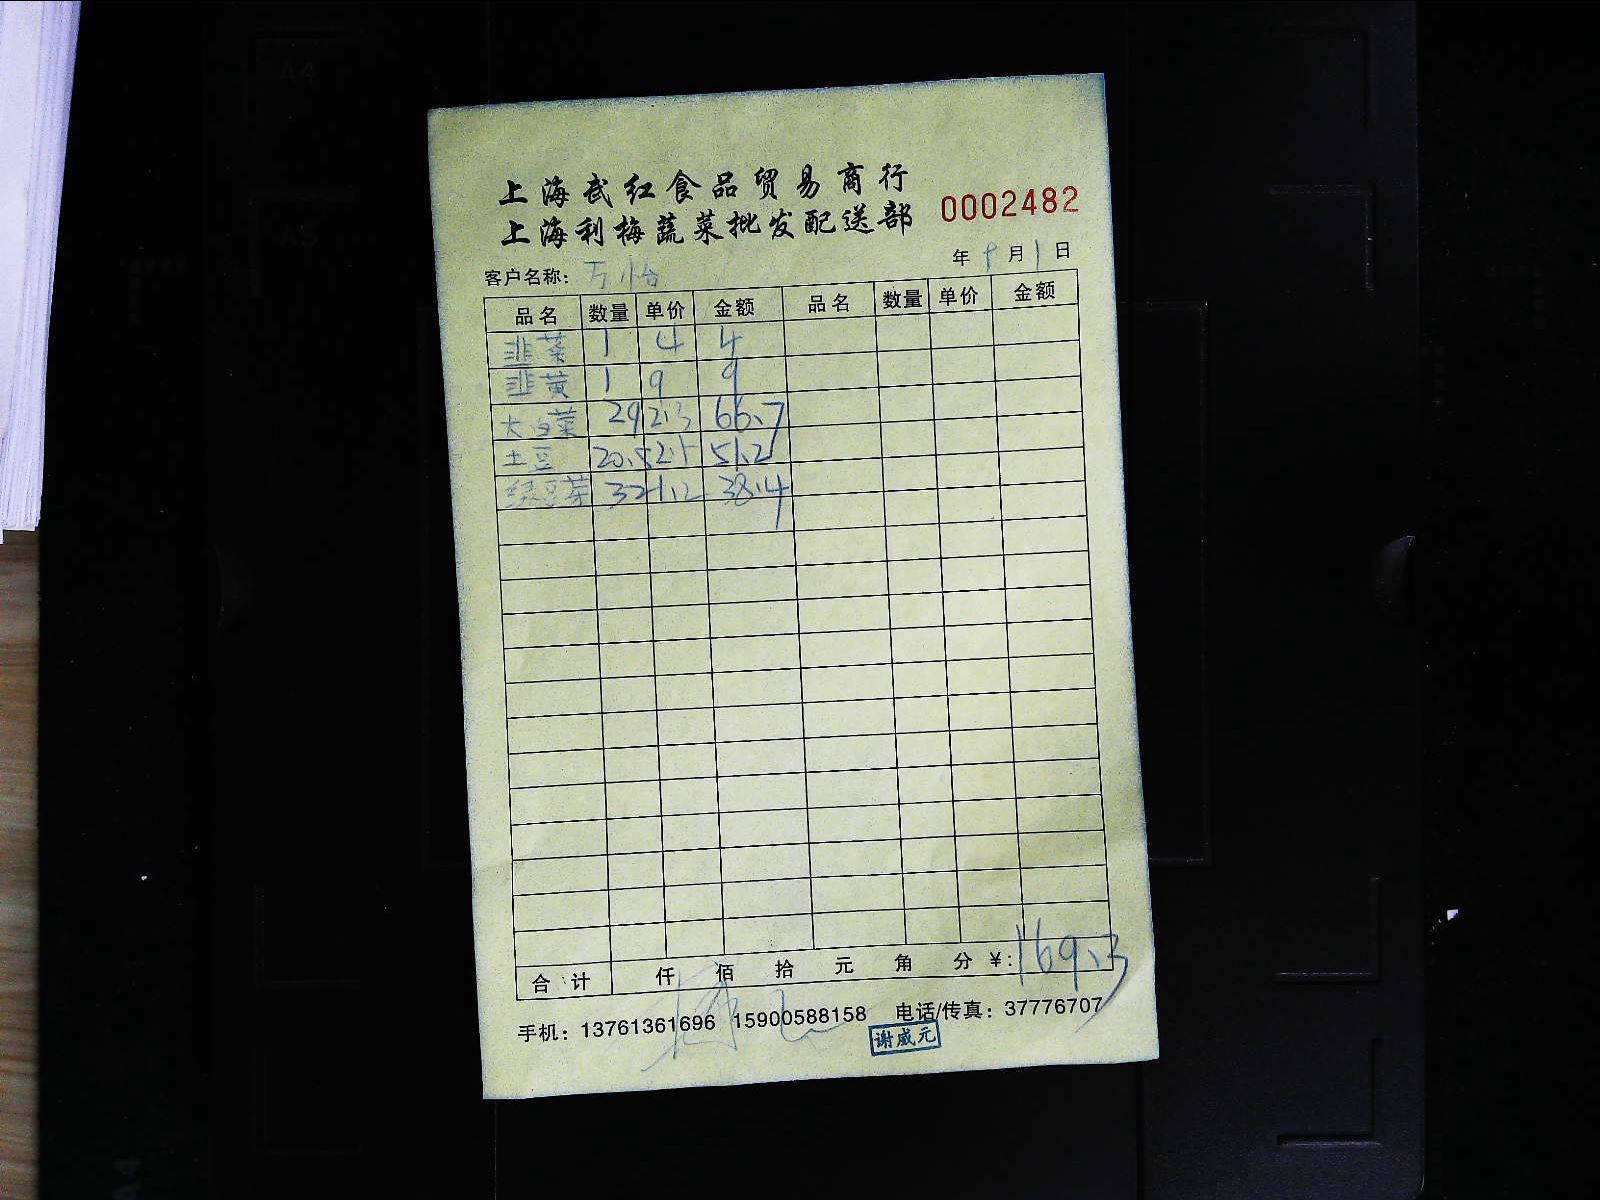 上海武红食品贸易商行
上海利梅蔬菜批发配送部
0002482
年 8月1日
客户名称: 万怡
品名 数量 单价 金额 品名 数量 单价 金额
韭菜 1 4 4
韭黄 1 9 9
大白菜 29 2.3 66.7
土豆 20.5 2.5 51.2
绿豆芽 32 1.2 38.4
合计 仟 佰 拾 元 角 分 ¥:169.3
手机: 13761361696 15900588158 电话/传真: 37776707
谢威元
A4
A5